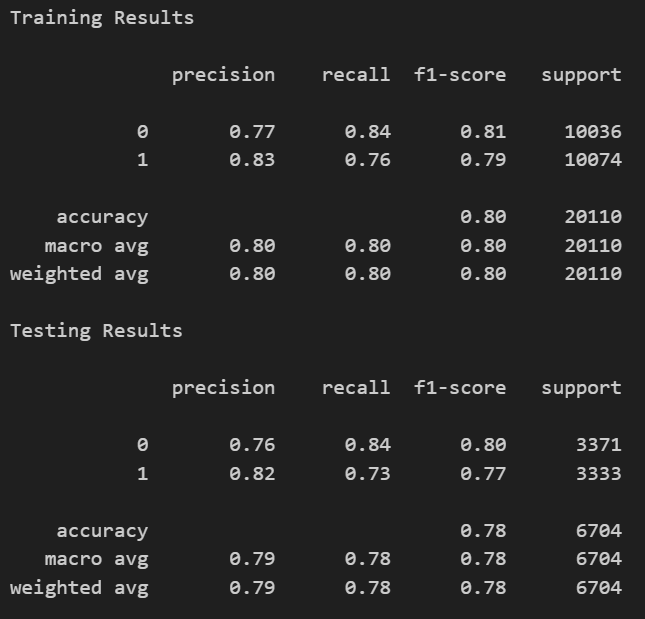 Training Results
precision recall f1-score support
0 0.77 0.84 0.81 10036
1 0.83 0.76 0.79 10074
accuracy 0.80 20110
macro avg 0.80 0.80 0.80 20110
weighted avg 0.80 0.80 0.80 20110
Testing Results
precision recall f1-score support
0 0.76 0.84 0.80 3371
1 0.82 0.73 0.77 3333
accuracy 0.78 6704
macro avg 0.79 0.78 0.78 6704
weighted avg 0.79 0.78 0.78 6704